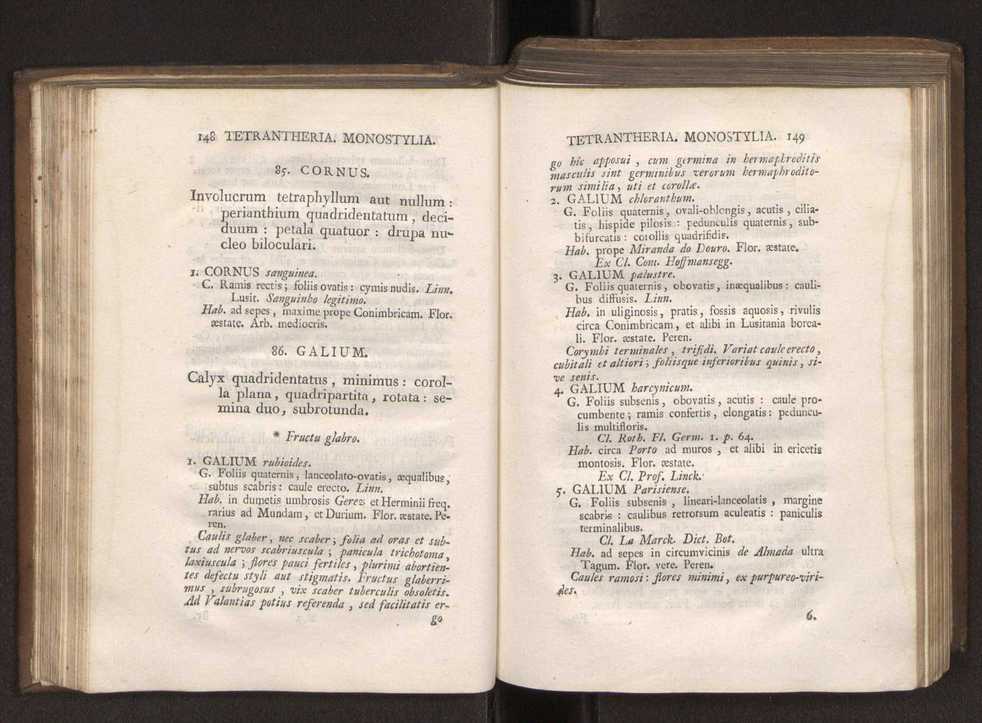 148 TETRANTHERIA. MONOSTYLIA.
85. CORNUS.
Involucrum tetraphyllum aut nullum :
perianthium quadridentatum, deci-
duum : petala quatuor : drupa nu-
cleo biloculari.
1. CORNUS sanguinea.
C. Ramis rectis; foliis ovatis : cymis nudis. Linn.
Lusit. Sanguinho legitimo.
Hab. ad sepes, maxime prope Conimbricam. Flor.
æstate. Arb. mediocris.
86. GALIUM.
Calyx quadridentatus, minimus : corol-
la plana, quadripartita, rotata : se-
mina duo, subrotunda.
* Fructu glabro.
1. GALIUM rubioides.
G. Foliis quaternis, lanceolato-ovatis, æqualibus,
subtus scabris : caule erecto. Linn.
Hab. in dumetis umbrosis Gerez et Herminii freq.
rarius ad Mundam, et Durium. Flor. æstate. Pe-
ren.
Caulis glaber, nec scaber; folia ad oras et sub-
tus ad nervos scabriuscula; panicula trichotoma,
laxiuscula; flores pauci fertiles, plurimi abortien-
tes defectu styli aut stigmatis. Fructus glaberri-
mus, subrugosus, vix scaber tuberculis obsoletis.
Ad Valantias potius referenda, sed facilitatis er-
go
TETRANTHERIA. MONOSTYLIA. 149
go hic apposui, cum germina in hermaphroditis
masculis sint germinibus verorum hermaphrodito-
rum similia, uti et corollæ.
2. GALIUM chloranthum.
G. Foliis quaternis, ovali-oblongis, acutis, cilia-
tis, hispide pilosis : pedunculis quaternis, sub-
bifurcatis : corollis quadrifidis.
Hab. prope Miranda do Douro. Flor. æstate.
Ex Cl. Com. Hoffmansegg.
3. GALIUM palustre.
G. Foliis quaternis, obovatis, inæqualibus : cauli-
bus diffusis. Linn.
Hab. in uliginosis, pratis, fossis aquosis, rivulis
circa Conimbricam, et alibi in Lusitania borea-
li. Flor. æstate. Peren.
Corymbi terminales, trifidi. Variat caule erecto,
cubitali et altiori; foliisque inferioribus quinis, si-
ve senis.
4. GALIUM harcynicum.
G. Foliis subsenis, obovatis, acutis : caule pro-
cumbente; ramis confertis, elongatis : peduncu-
lis multifloris.
Cl. Roth. Fl. Germ. 1. p. 64.
Hab. circa Porto ad muros, et alibi in ericetis
montosis. Flor. æstate.
Ex Cl. Prof. Linck.
5. GALIUM Parisiense.
G. Foliis subsenis, lineari-lanceolatis, margine
scabris : caulibus retrorsum aculeatis : paniculis
terminalibus.
Cl. La Marck. Dict. Bot.
Hab. ad sepes in circumvicinis de Almada ultra
Tagum. Flor. vere. Peren.
Caules ramosi : flores minimi, ex purpureo-viri-
des.
6.